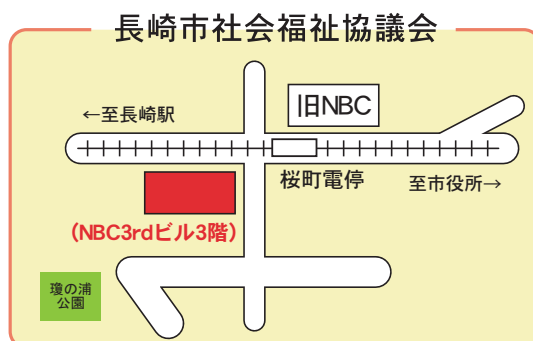 長崎市社会福祉協議会
旧NBC
←至長崎駅
桜町電停
至市役所→
(NBC3rdビル3階)
瓊の浦
公園